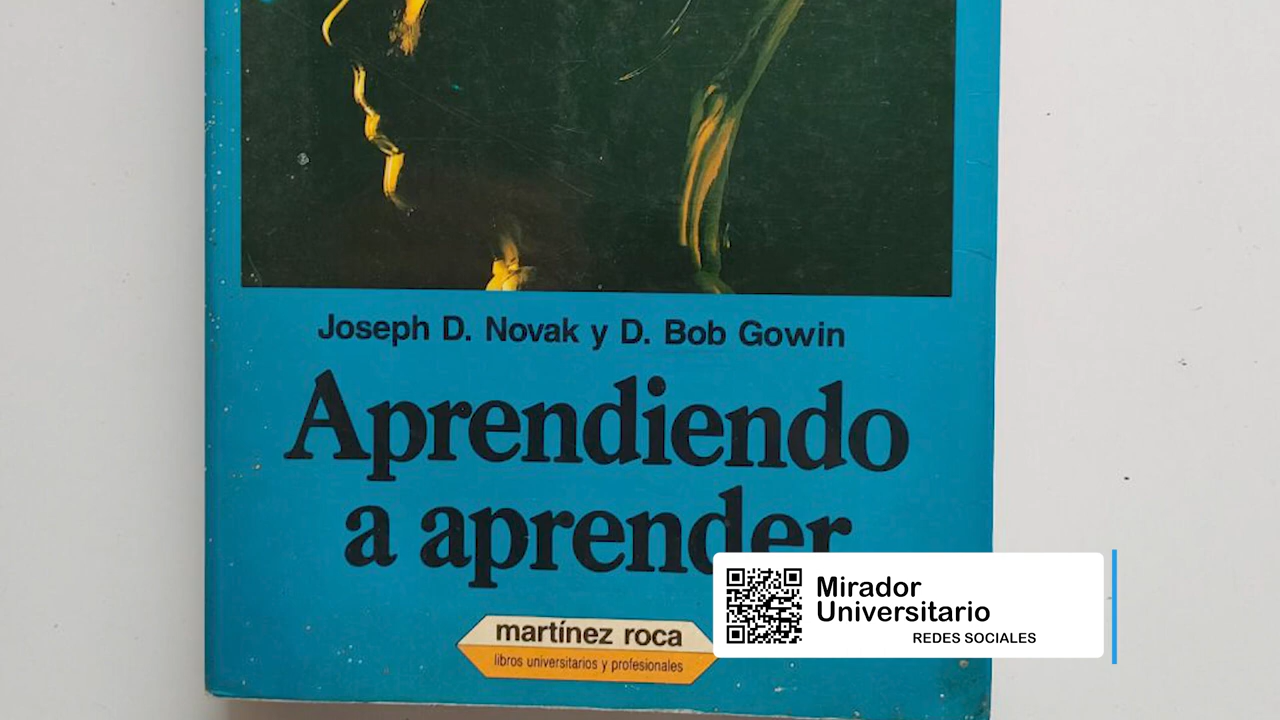 Joseph D. Novak y D. Bob Gowin
Aprendiendo
a aprender
martínez roca
libros universitarios y profesionales
Mirador
Universitario
REDES SOCIALES